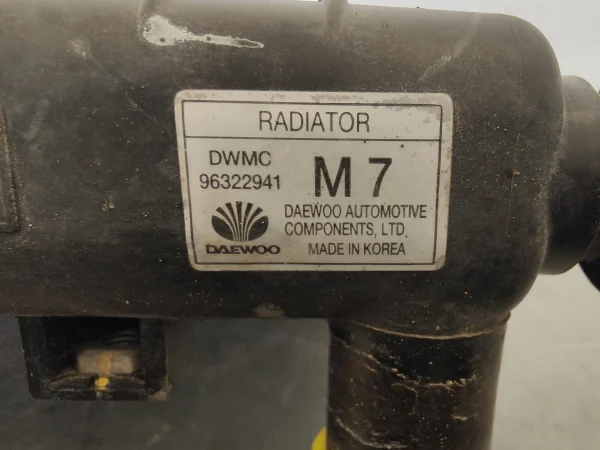 RADIATOR
DWMC
96322941
M 7
DAEWOO AUTOMOTIVE
COMPONENTS, LTD.
DAEWOO
MADE IN KOREA